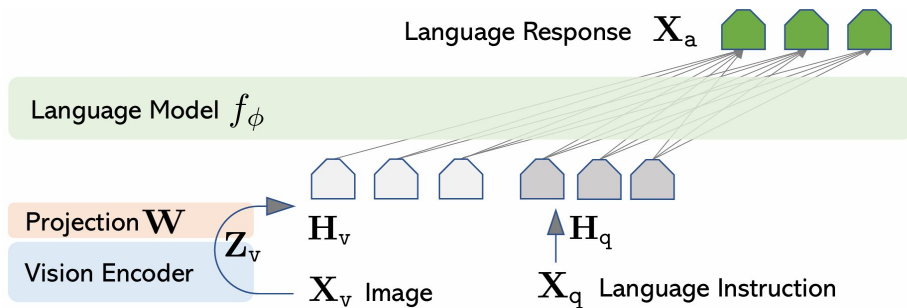 Language Response X_a
Language Model f_ϕ
Projection W
Z_v
H_v
H_q
Vision Encoder
X_v Image
X_q Language Instruction